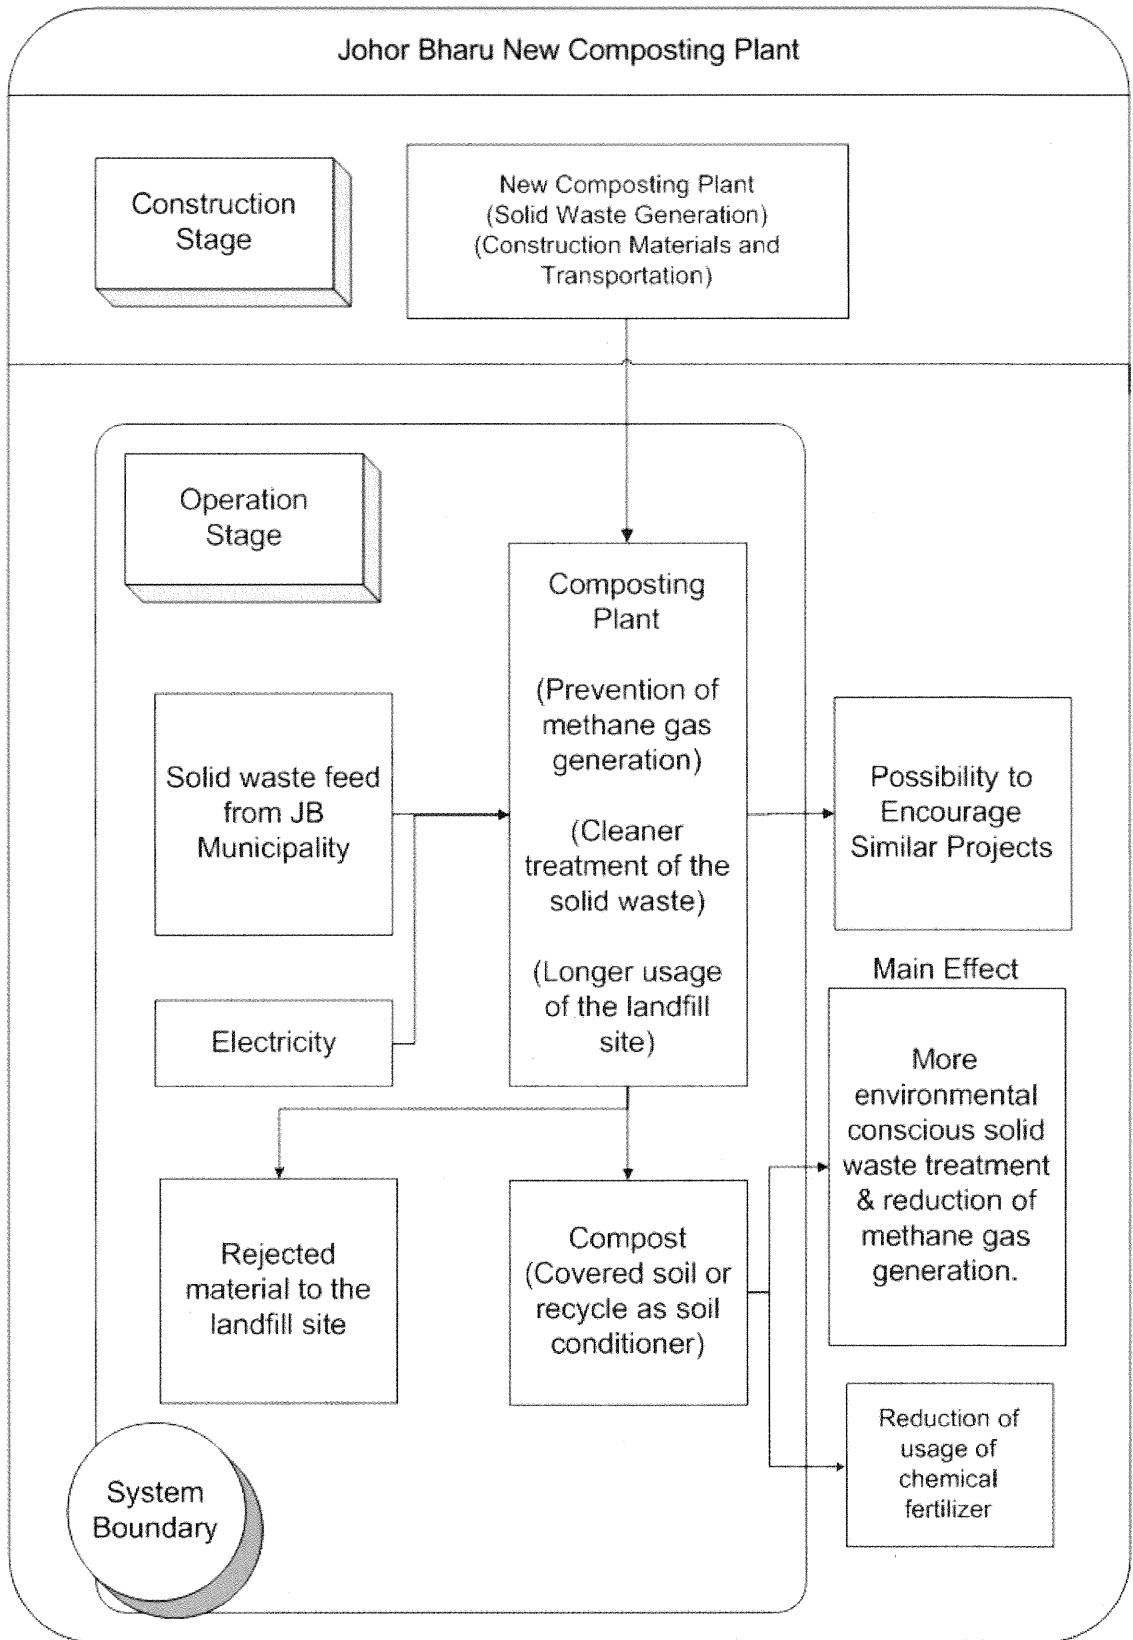 Johor Bharu New Composting Plant
Construction
Stage
New Composting Plant
(Solid Waste Generation)
(Construction Materials and
Transportation)
Operation
Stage
Composting
Plant
(Prevention of
methane gas
generation)
(Cleaner
treatment of the
solid waste)
(Longer usage
of the landfill
site)
Solid waste feed
from JB
Municipality
Electricity
Possibility to
Encourage
Similar Projects
Main Effect
More
environmental
conscious solid
waste treatment
& reduction of
methane gas
generation.
Rejected
material to the
landfill site
Compost
(Covered soil or
recycle as soil
conditioner)
Reduction of
usage of
chemical
fertilizer
System
Boundary